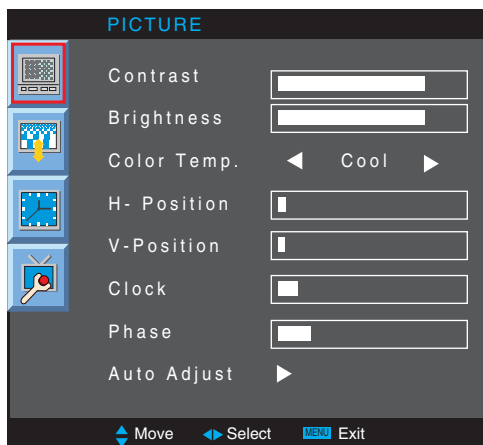 PICTURE
Contrast
Brightness
Color Temp. Cool
H- Position
V-Position
Clock
Phase
Auto Adjust
Move Select MENU Exit